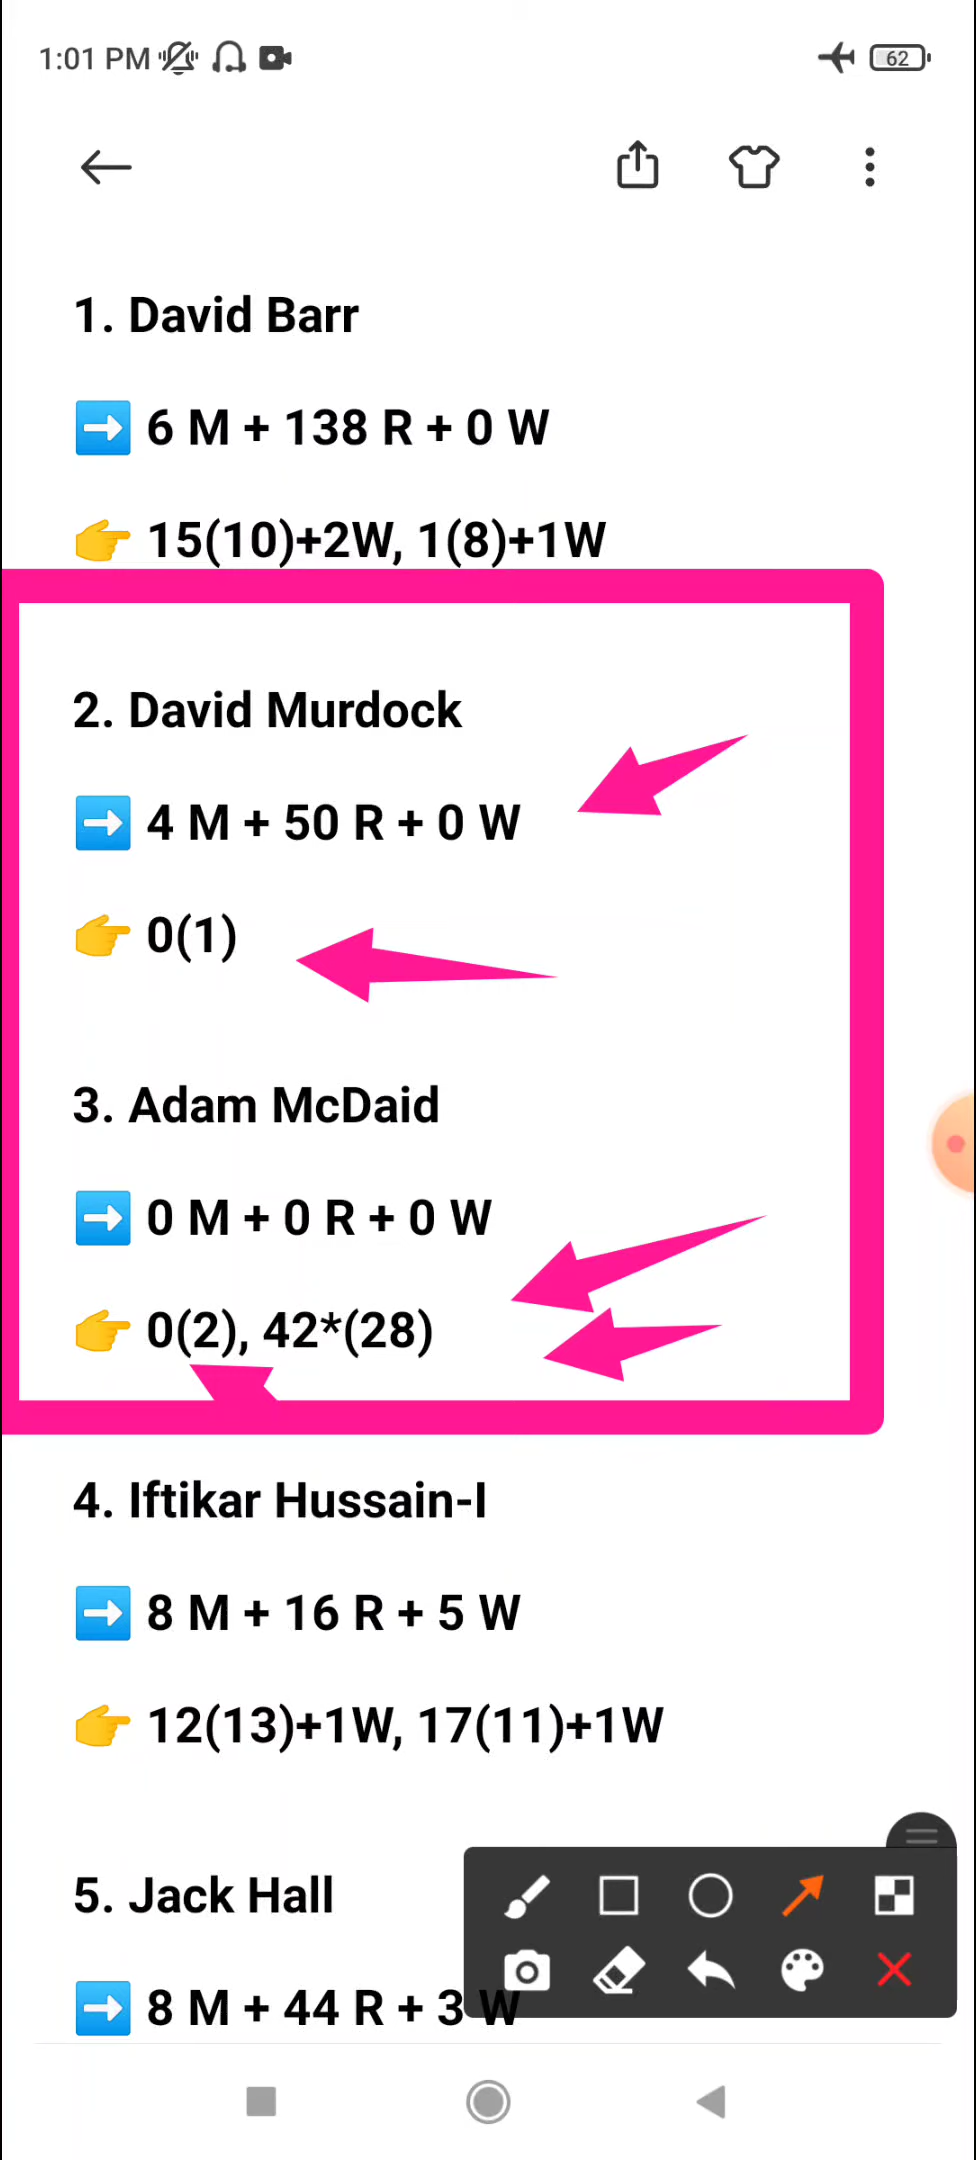 1:01 PM
62
1. David Barr
➡️ 6 M + 138 R + 0 W
👉 15(10)+2W, 1(8)+1W
2. David Murdock
➡️ 4 M + 50 R + 0 W
👉 0(1)
3. Adam McDaid
➡️ 0 M + 0 R + 0 W
👉 0(2), 42*(28)
4. Iftikar Hussain-I
➡️ 8 M + 16 R + 5 W
👉 12(13)+1W, 17(11)+1W
5. Jack Hall
➡️ 8 M + 44 R + 3 W